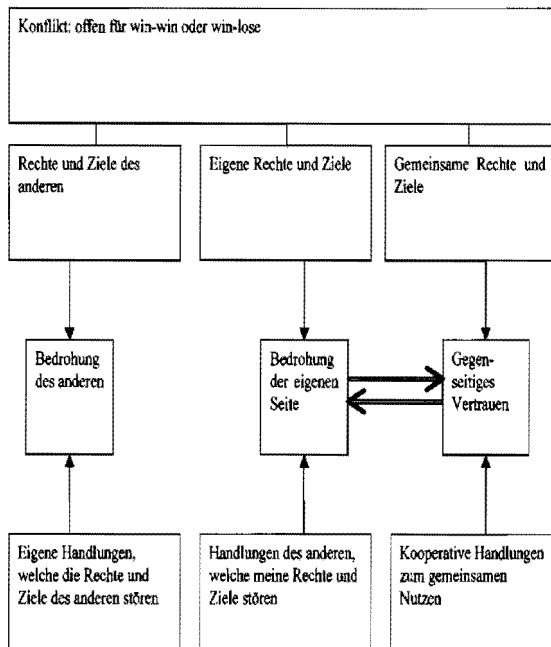 Konflikt: offen für win-win oder win-lose
Rechte und Ziele des
anderen
Eigene Rechte und Ziele
Gemeinsame Rechte und
Ziele
Bedrohung
des anderen
Bedrohung
der eigenen
Seite
Gegen-
seitiges
Vertrauen
Eigene Handlungen,
welche die Rechte und
Ziele des anderen stören
Handlungen des anderen,
welche meine Rechte und
Ziele stören
Kooperative Handlungen
zum gemeinsamen
Nutzen